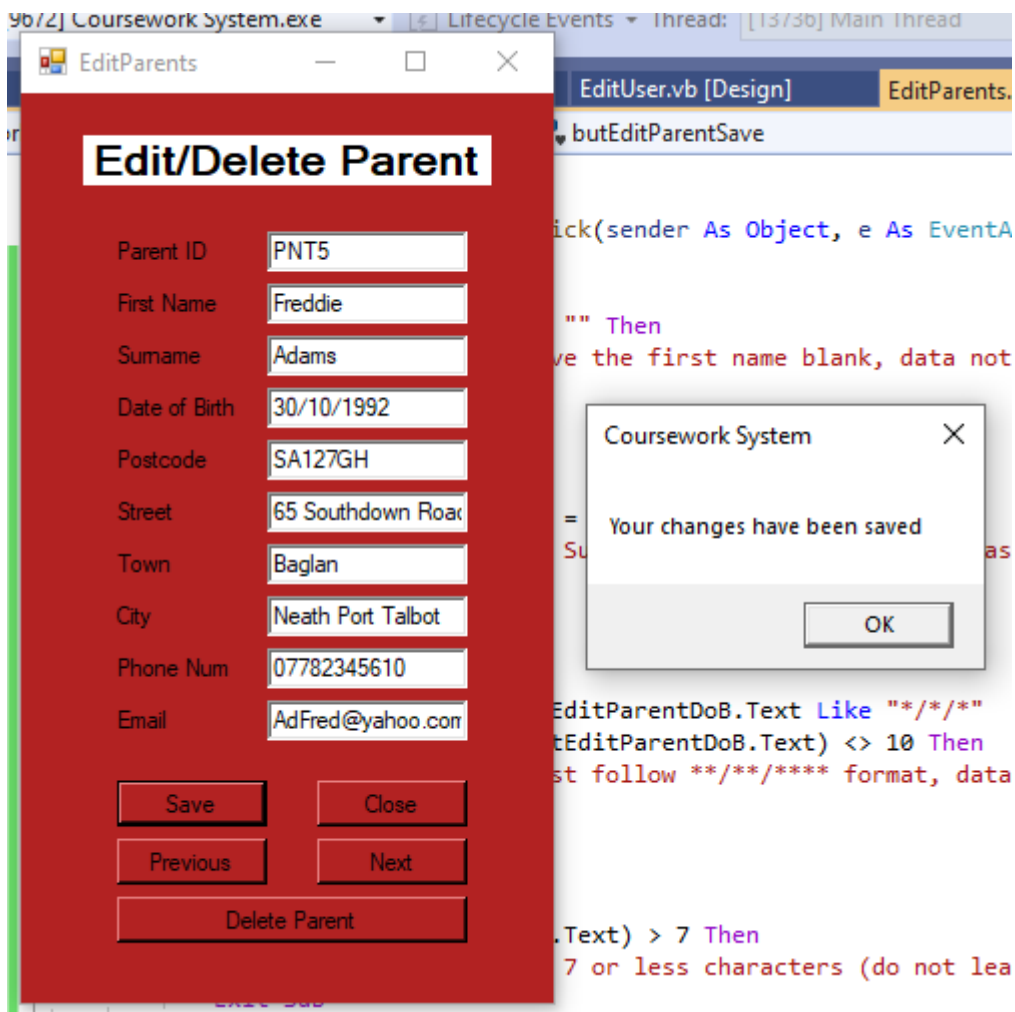 9672] Coursework System.exe Lifecycle Events Thread: [13736] Main Thread
EditParents
EditUser.vb [Design] EditParents.
butEditParentSave
Edit/Delete Parent
ick(sender As Object, e As EventA
Parent ID PNT5
First Name Freddie
"" Then
Surname Adams
ve the first name blank, data not
Date of Birth 30/10/1992
Coursework System
Postcode SA127GH
Street 65 Southdown Road
=
Your changes have been saved
Su
as
Town Baglan
City Neath Port Talbot
OK
Phone Num 07782345610
Email AdFred@yahoo.com
EditParentDoB.Text Like "*/*/*"
tEditParentDoB.Text) <> 10 Then
st follow **/**/**** format, data
Save Close
Previous Next
Delete Parent
.Text) > 7 Then
7 or less characters (do not lea
Exit Sub